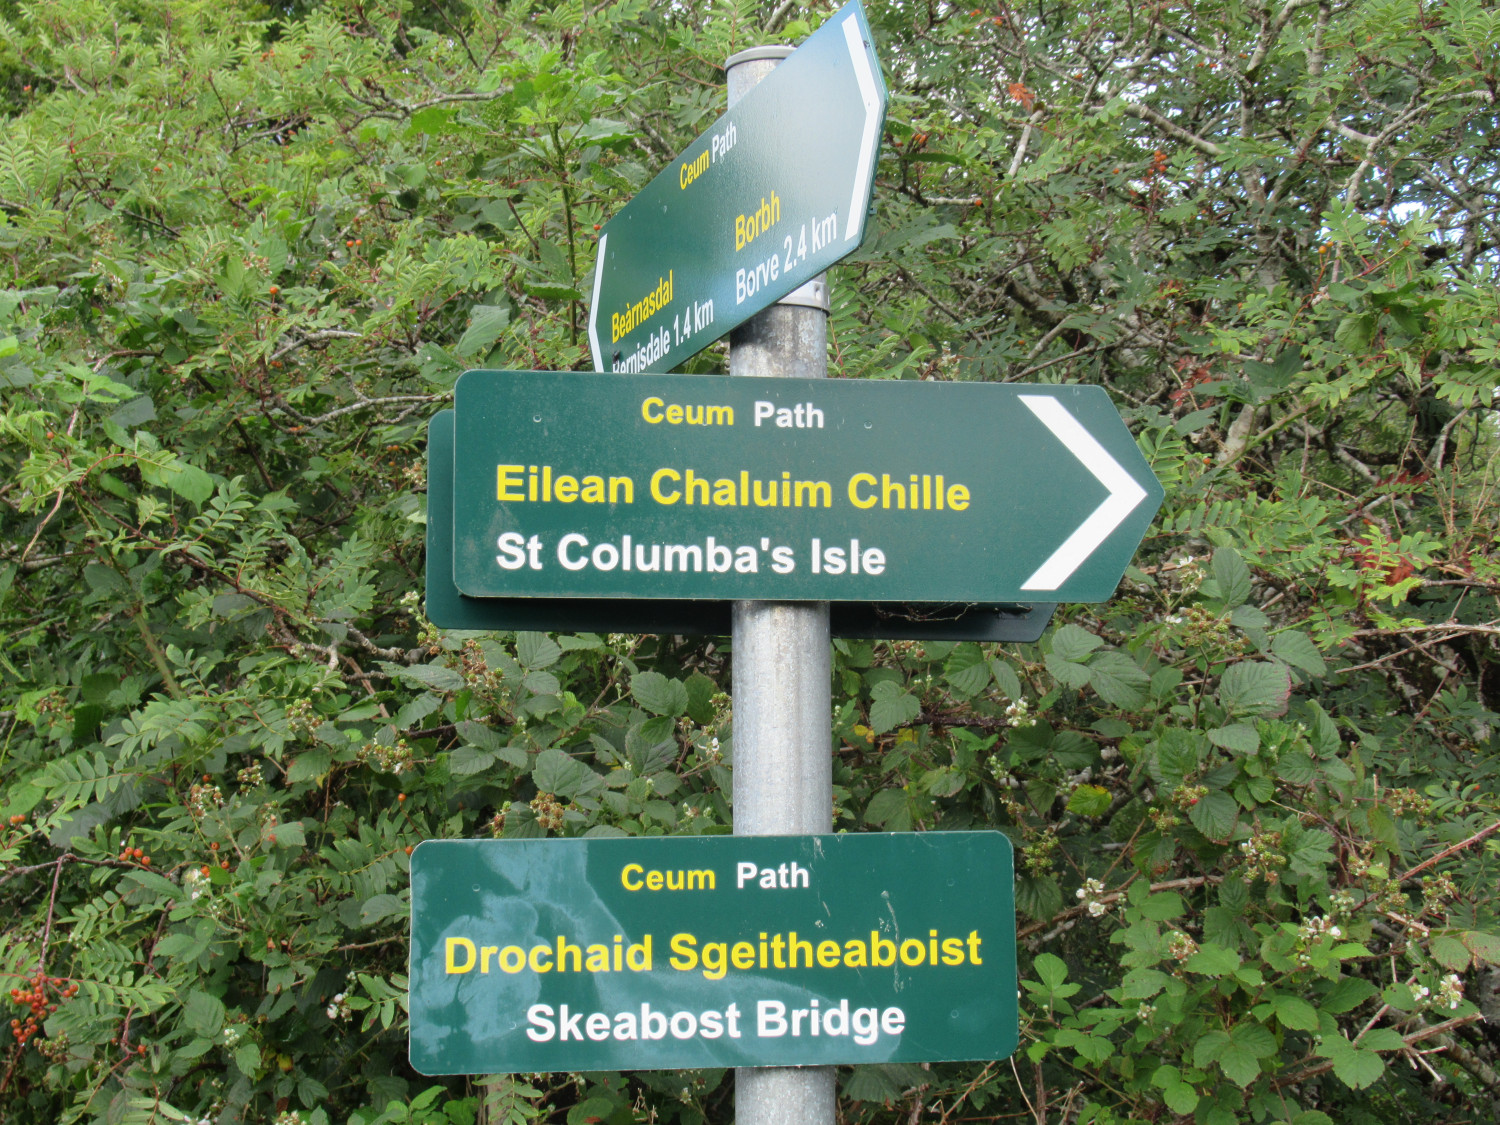 Ceum Path
Borbh
Borve 2.4 km
Beàrnasdal
Bernisdale 1.4 km
Ceum Path
Eilean Chaluim Chille
St Columba's Isle
Ceum Path
Drochaid Sgeitheaboist
Skeabost Bridge